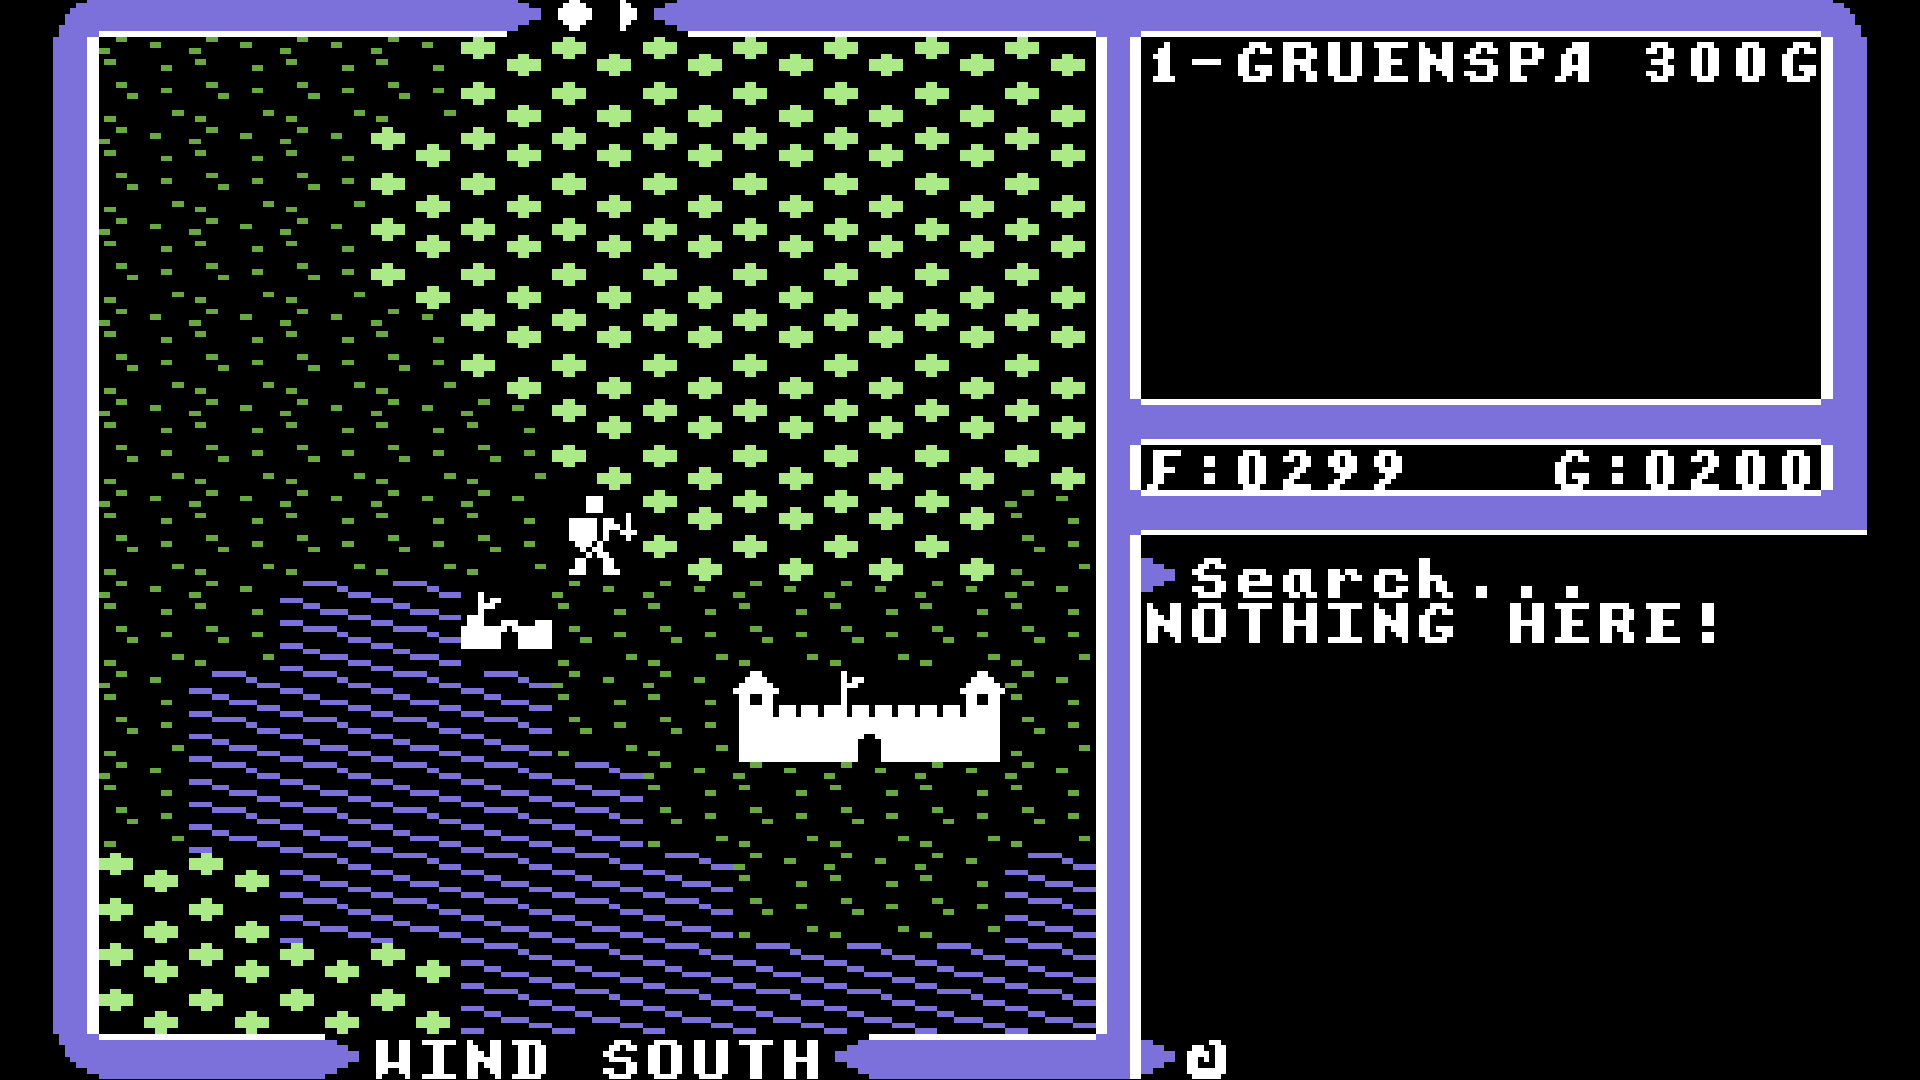 1-GRUENSPA 300G
F:0299 G:0200
Search...
NOTHING HERE!
WIND SOUTH